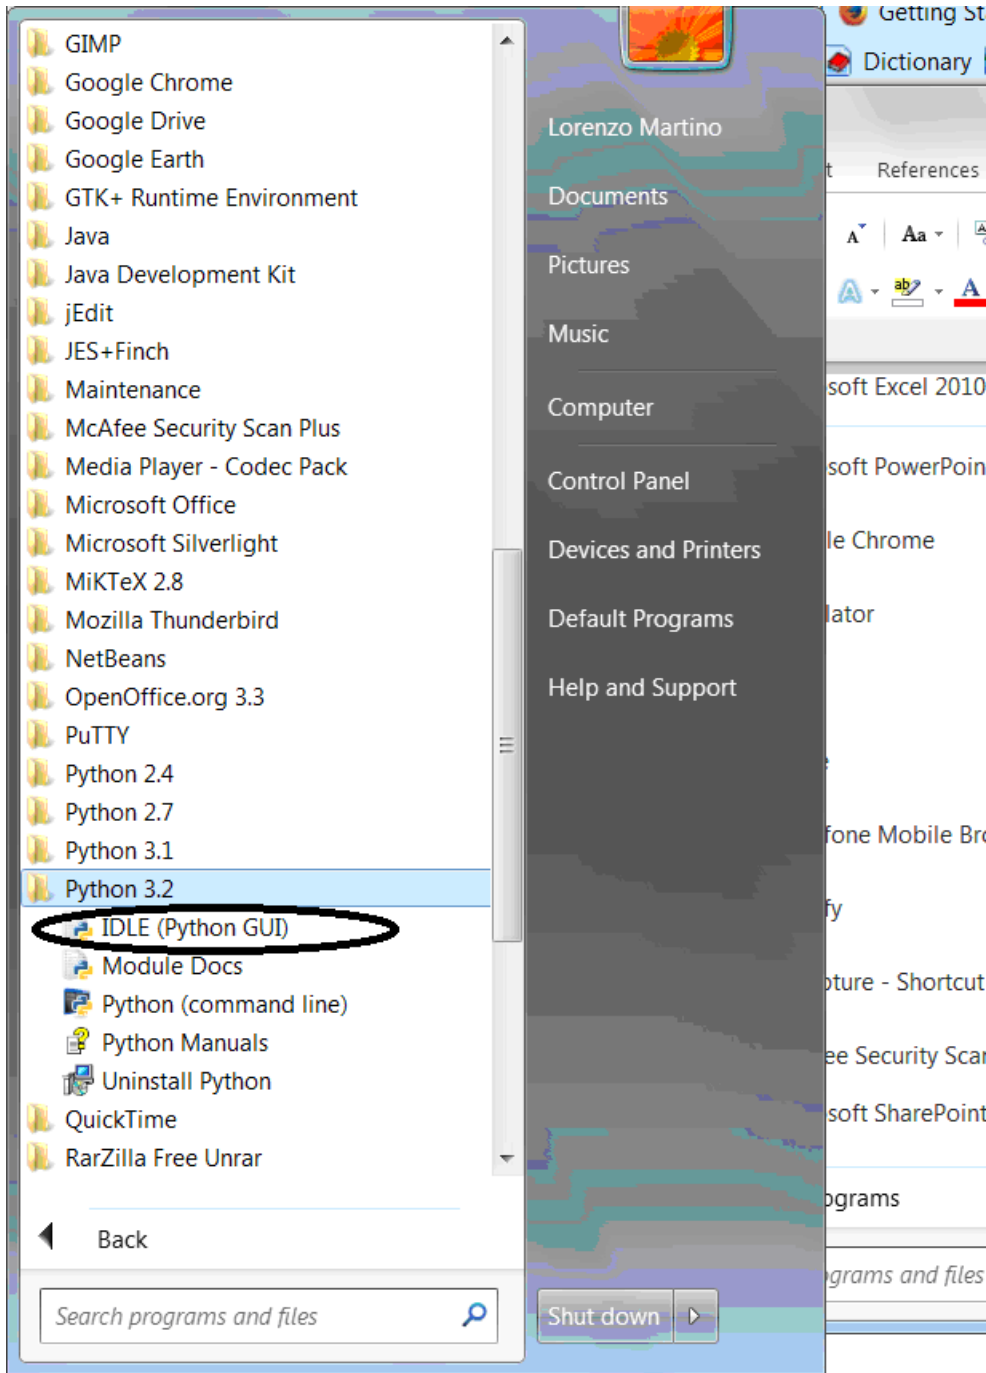 GIMP
Google Chrome
Google Drive
Google Earth
GTK+ Runtime Environment
Java
Java Development Kit
jEdit
JES+Finch
Maintenance
McAfee Security Scan Plus
Media Player - Codec Pack
Microsoft Office
Microsoft Silverlight
MiKTeX 2.8
Mozilla Thunderbird
NetBeans
OpenOffice.org 3.3
PuTTY
Python 2.4
Python 2.7
Python 3.1
Python 3.2
IDLE (Python GUI)
Module Docs
Python (command line)
Python Manuals
Uninstall Python
QuickTime
RarZilla Free Unrar
Back
Search programs and files
Lorenzo Martino
Documents
Pictures
Music
Computer
Control Panel
Devices and Printers
Default Programs
Help and Support
Shut down
Getting St
Dictionary
t References
A Aa
ab A
soft Excel 2010
soft PowerPoin
le Chrome
lator
fone Mobile Bro
fy
pture - Shortcut
ee Security Scan
soft SharePoint
ograms
ograms and files